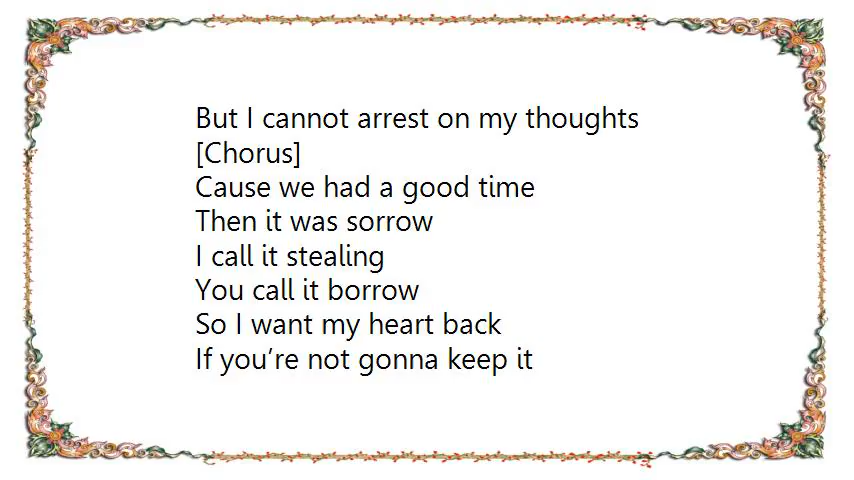 But I cannot arrest on my thoughts
[Chorus]
Cause we had a good time
Then it was sorrow
I call it stealing
You call it borrow
So I want my heart back
If you’re not gonna keep it